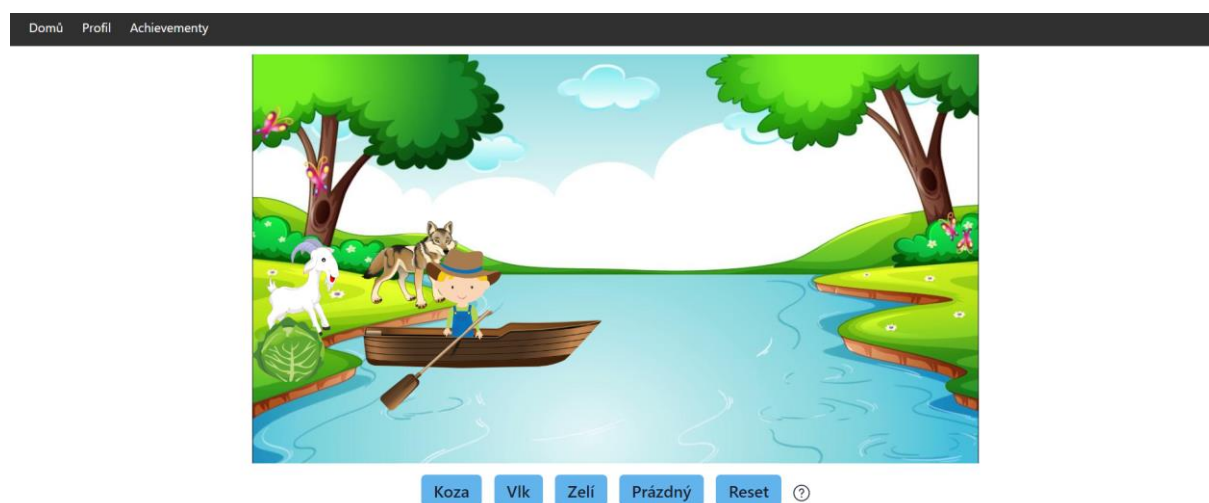 Domů Profil Achievementy
Koza Vlk Zelí Prázdný Reset ?